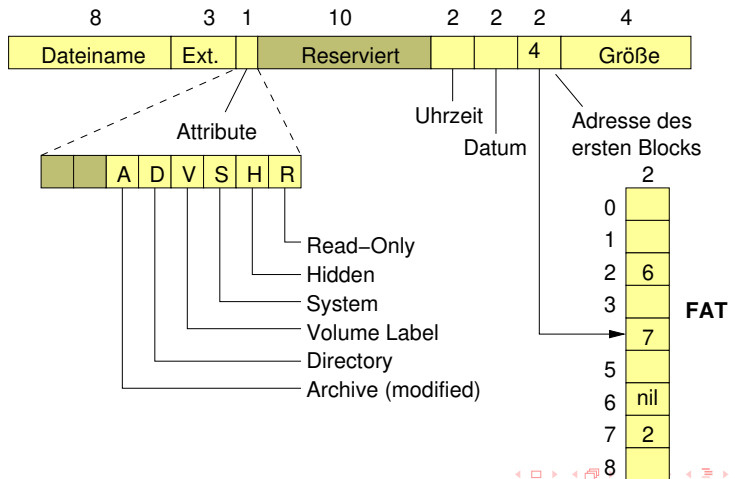 8 3 1 10 2 2 2 4
Dateiname Ext. Reserviert 4 Größe
Attribute
Uhrzeit
Datum
Adresse des
ersten Blocks
A D V S H R
Read−Only
Hidden
System
Volume Label
Directory
Archive (modified)
2
0
1
2 6
3
FAT
7
5
6 nil
7 2
8